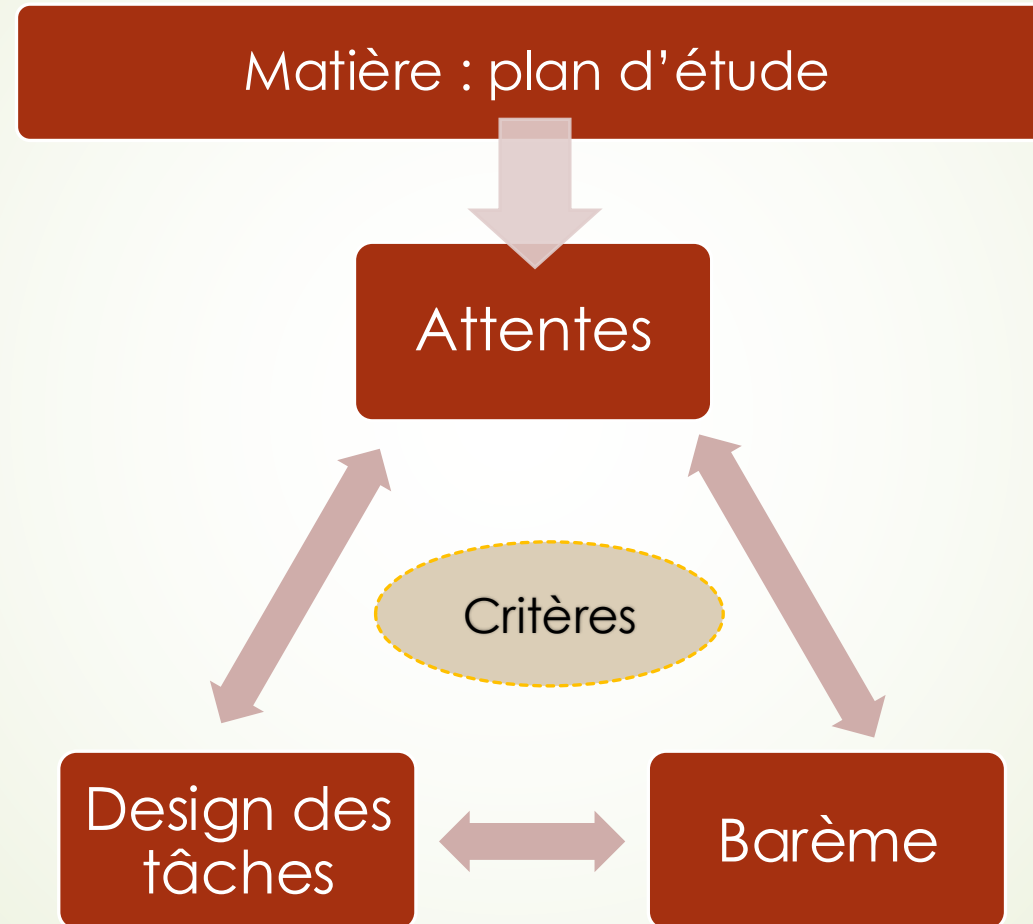 Matière : plan d’étude
Attentes
Critères
Design des
tâches
Barème